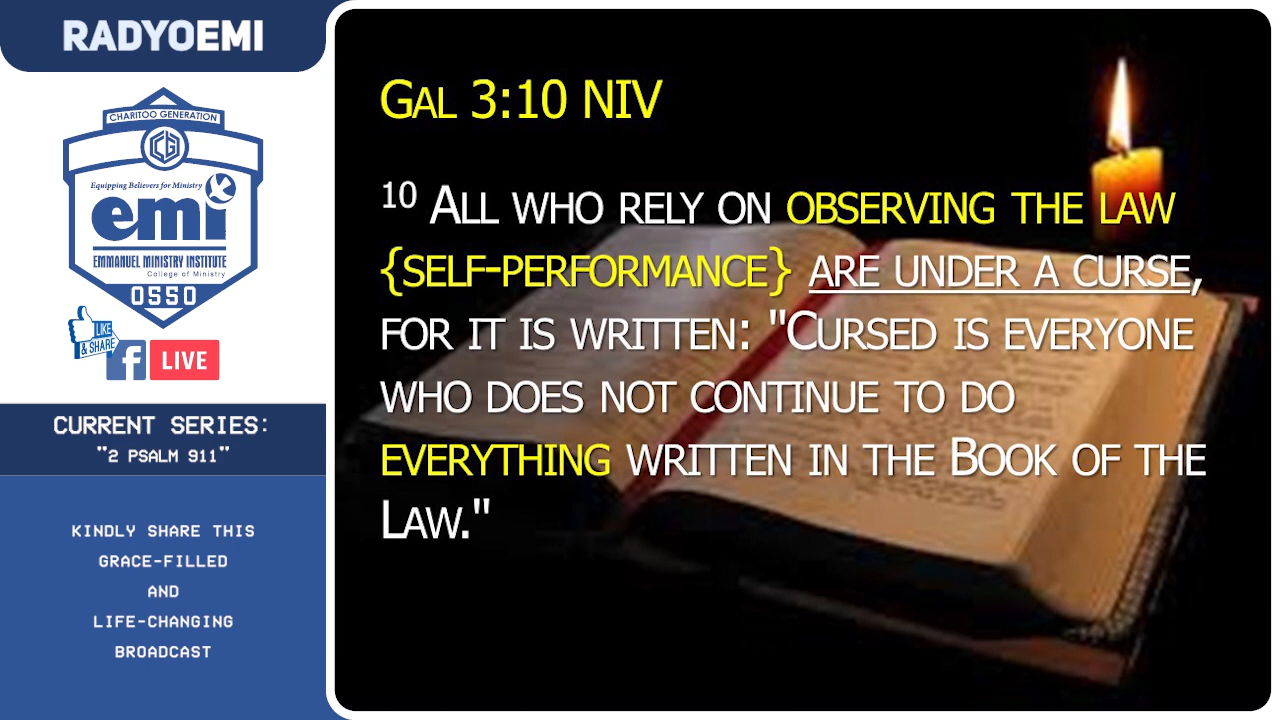 RADYOEMI
CHARITOO GENERATION
CG
Equipping Believers for Ministry
emi
EMMANUEL MINISTRY INSTITUTE
College of Ministry
0550
LIKE
& SHARE
f LIVE
CURRENT SERIES:
"2 PSALM 911"
KINDLY SHARE THIS
GRACE-FILLED
AND
LIFE-CHANGING
BROADCAST
GAL 3:10 NIV
10 ALL WHO RELY ON OBSERVING THE LAW
{SELF-PERFORMANCE} ARE UNDER A CURSE,
FOR IT IS WRITTEN: "CURSED IS EVERYONE
WHO DOES NOT CONTINUE TO DO
EVERYTHING WRITTEN IN THE BOOK OF THE
LAW."